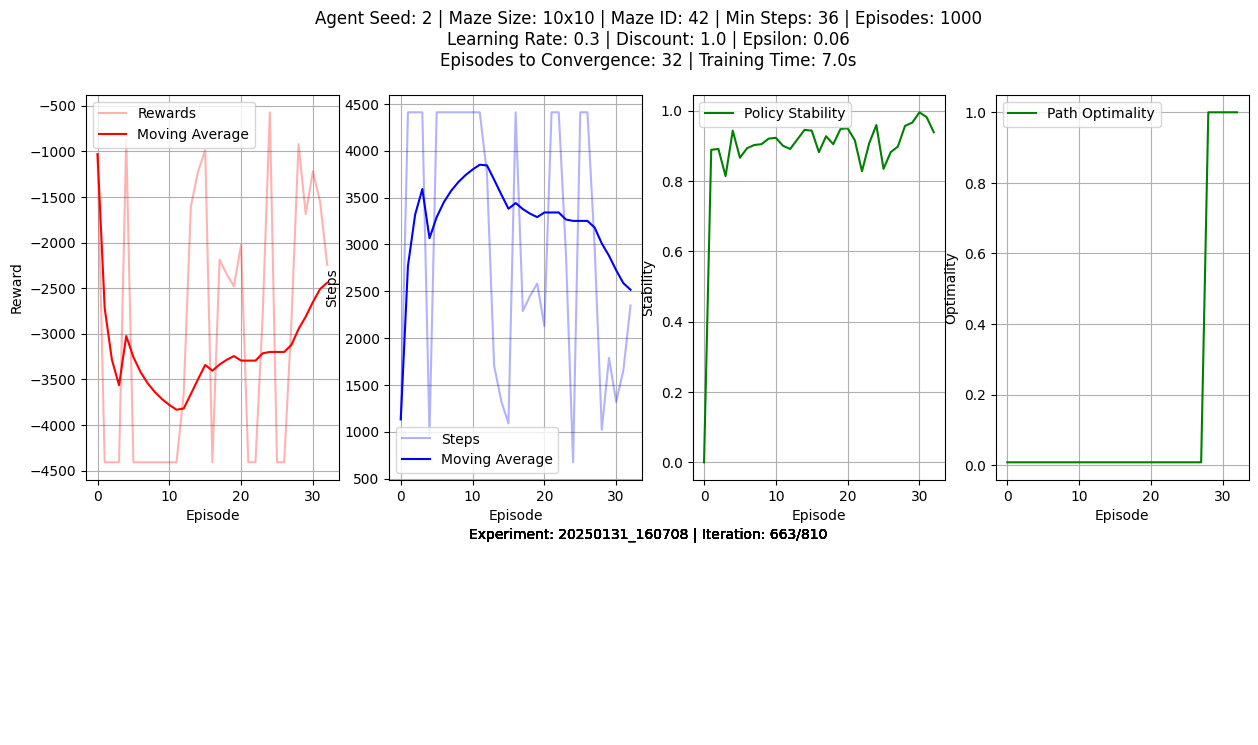 Agent Seed: 2 | Maze Size: 10x10 | Maze ID: 42 | Min Steps: 36 | Episodes: 1000
Learning Rate: 0.3 | Discount: 1.0 | Epsilon: 0.06
Episodes to Convergence: 32 | Training Time: 7.0s
Reward
−500
−1000
−1500
−2000
−2500
−3000
−3500
−4000
−4500
Rewards
Moving Average
0
10
20
30
Episode
Steps
4500
4000
3500
3000
2500
2000
1500
1000
500
Steps
Moving Average
0
10
20
30
Episode
Stability
1.0
0.8
0.6
0.4
0.2
0.0
Policy Stability
0
10
20
30
Episode
Optimality
1.0
0.8
0.6
0.4
0.2
0.0
Path Optimality
0
10
20
30
Episode
Experiment: 20250131_160708 | Iteration: 663/810